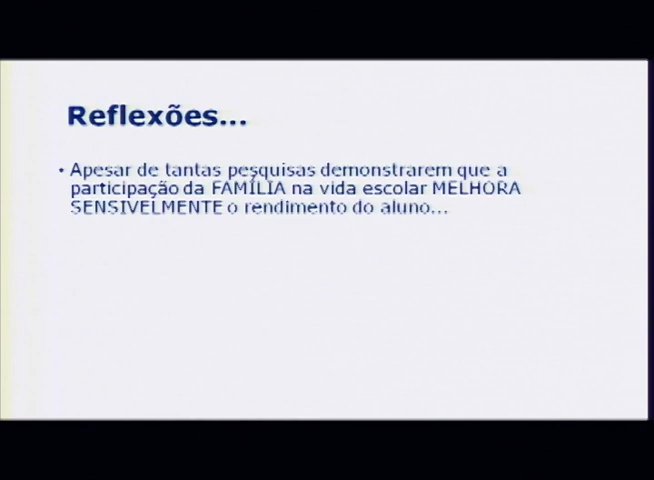 Reflexões...
• Apesar de tantas pesquisas demonstrarem que a
participação da FAMÍLIA na vida escolar MELHORA
SENSIVELMENTE o rendimento do aluno...